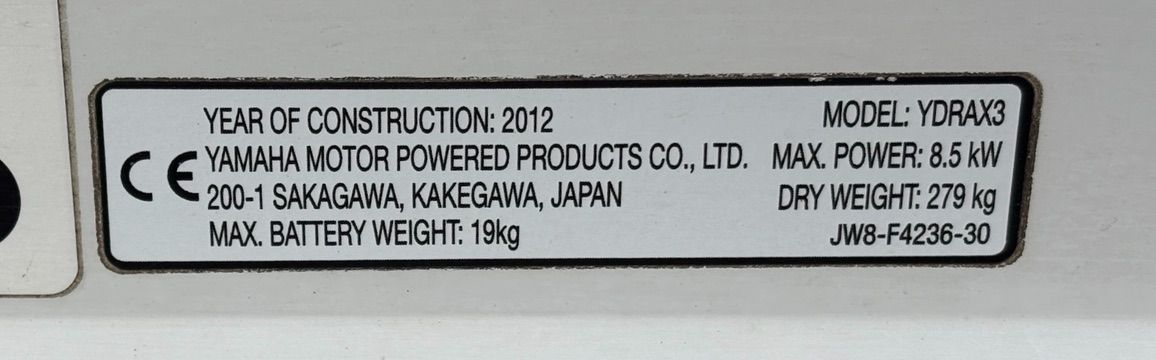 YEAR OF CONSTRUCTION: 2012 MODEL: YDRAX3
CE YAMAHA MOTOR POWERED PRODUCTS CO., LTD. MAX. POWER: 8.5 kW
200-1 SAKAGAWA, KAKEGAWA, JAPAN DRY WEIGHT: 279 kg
MAX. BATTERY WEIGHT: 19kg JW8-F4236-30